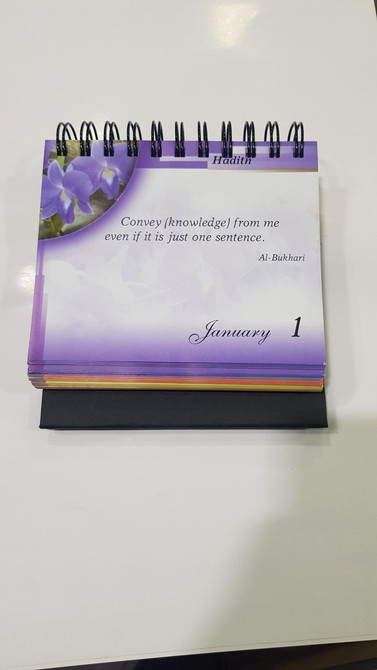 Hadith
Convey {knowledge} from me
even if it is just one sentence.
Al-Bukhari
January 1